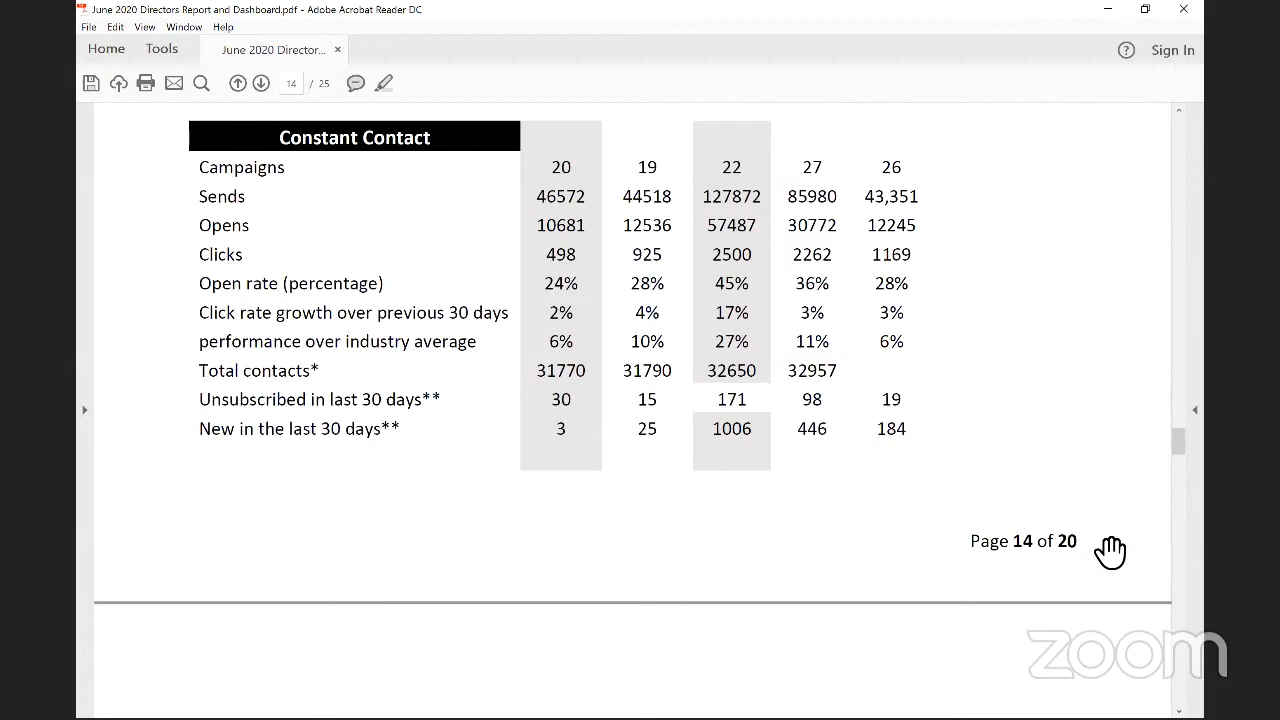 June 2020 Directors Report and Dashboard.pdf - Adobe Acrobat Reader DC
File Edit View Window Help
Home Tools June 2020 Director... × Sign In
14 / 25
Constant Contact
Campaigns 20 19 22 27 26
Sends 46572 44518 127872 85980 43,351
Opens 10681 12536 57487 30772 12245
Clicks 498 925 2500 2262 1169
Open rate (percentage) 24% 28% 45% 36% 28%
Click rate growth over previous 30 days 2% 4% 17% 3% 3%
performance over industry average 6% 10% 27% 11% 6%
Total contacts* 31770 31790 32650 32957
Unsubscribed in last 30 days** 30 15 171 98 19
New in the last 30 days** 3 25 1006 446 184
Page 14 of 20
zoom